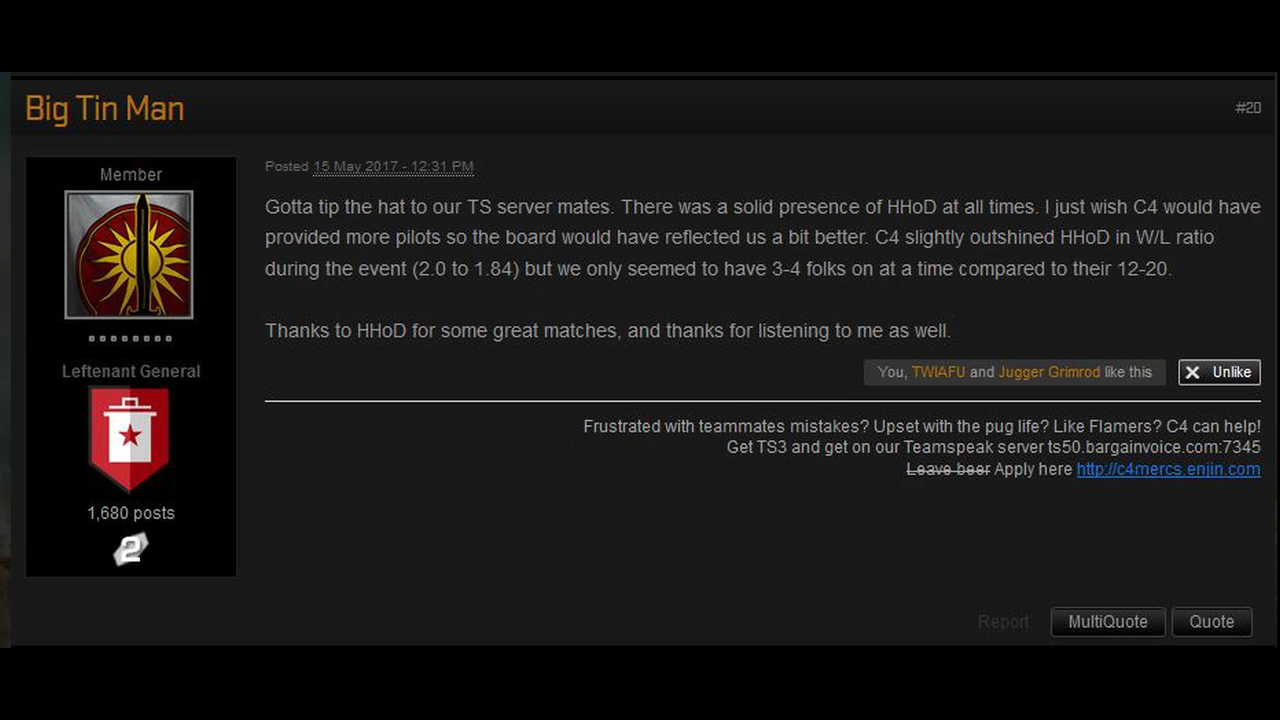 Big Tin Man
#20
Member
Posted 15 May 2017 - 12:31 PM
Gotta tip the hat to our TS server mates. There was a solid presence of HHoD at all times. I just wish C4 would have
provided more pilots so the board would have reflected us a bit better. C4 slightly outshined HHoD in W/L ratio
during the event (2.0 to 1.84) but we only seemed to have 3-4 folks on at a time compared to their 12-20.
Thanks to HHoD for some great matches, and thanks for listening to me as well.
Leftenant General
1,680 posts
2
You, TWIAFU and Jugger Grimrod like this
Unlike
Frustrated with teammates mistakes? Upset with the pug life? Like Flamers? C4 can help!
Get TS3 and get on our Teamspeak server ts50.bargainvoice.com:7345
Leave beer Apply here http://c4mercs.enjin.com
Report MultiQuote Quote